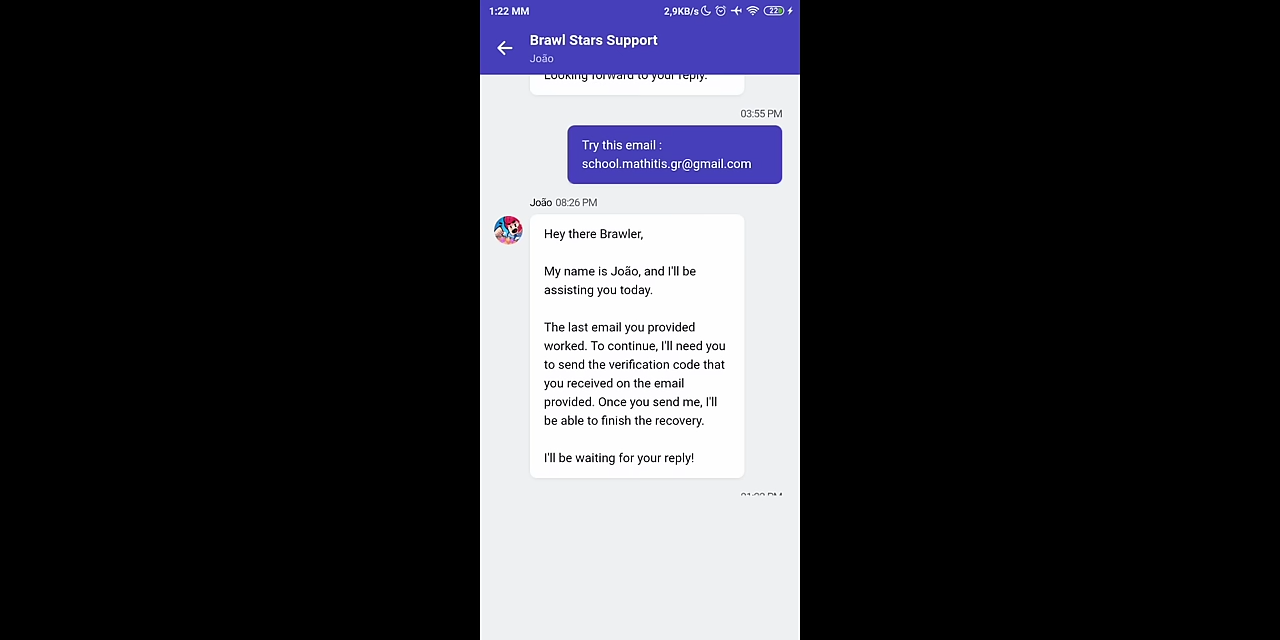 1:22 MM
2,9KB/s
22
Brawl Stars Support
João
Looking forward to your reply.
03:55 PM
Try this email :
school.mathitis.gr@gmail.com
João 08:26 PM
Hey there Brawler,
My name is João, and I'll be
assisting you today.
The last email you provided
worked. To continue, I'll need you
to send the verification code that
you received on the email
provided. Once you send me, I'll
be able to finish the recovery.
I'll be waiting for your reply!